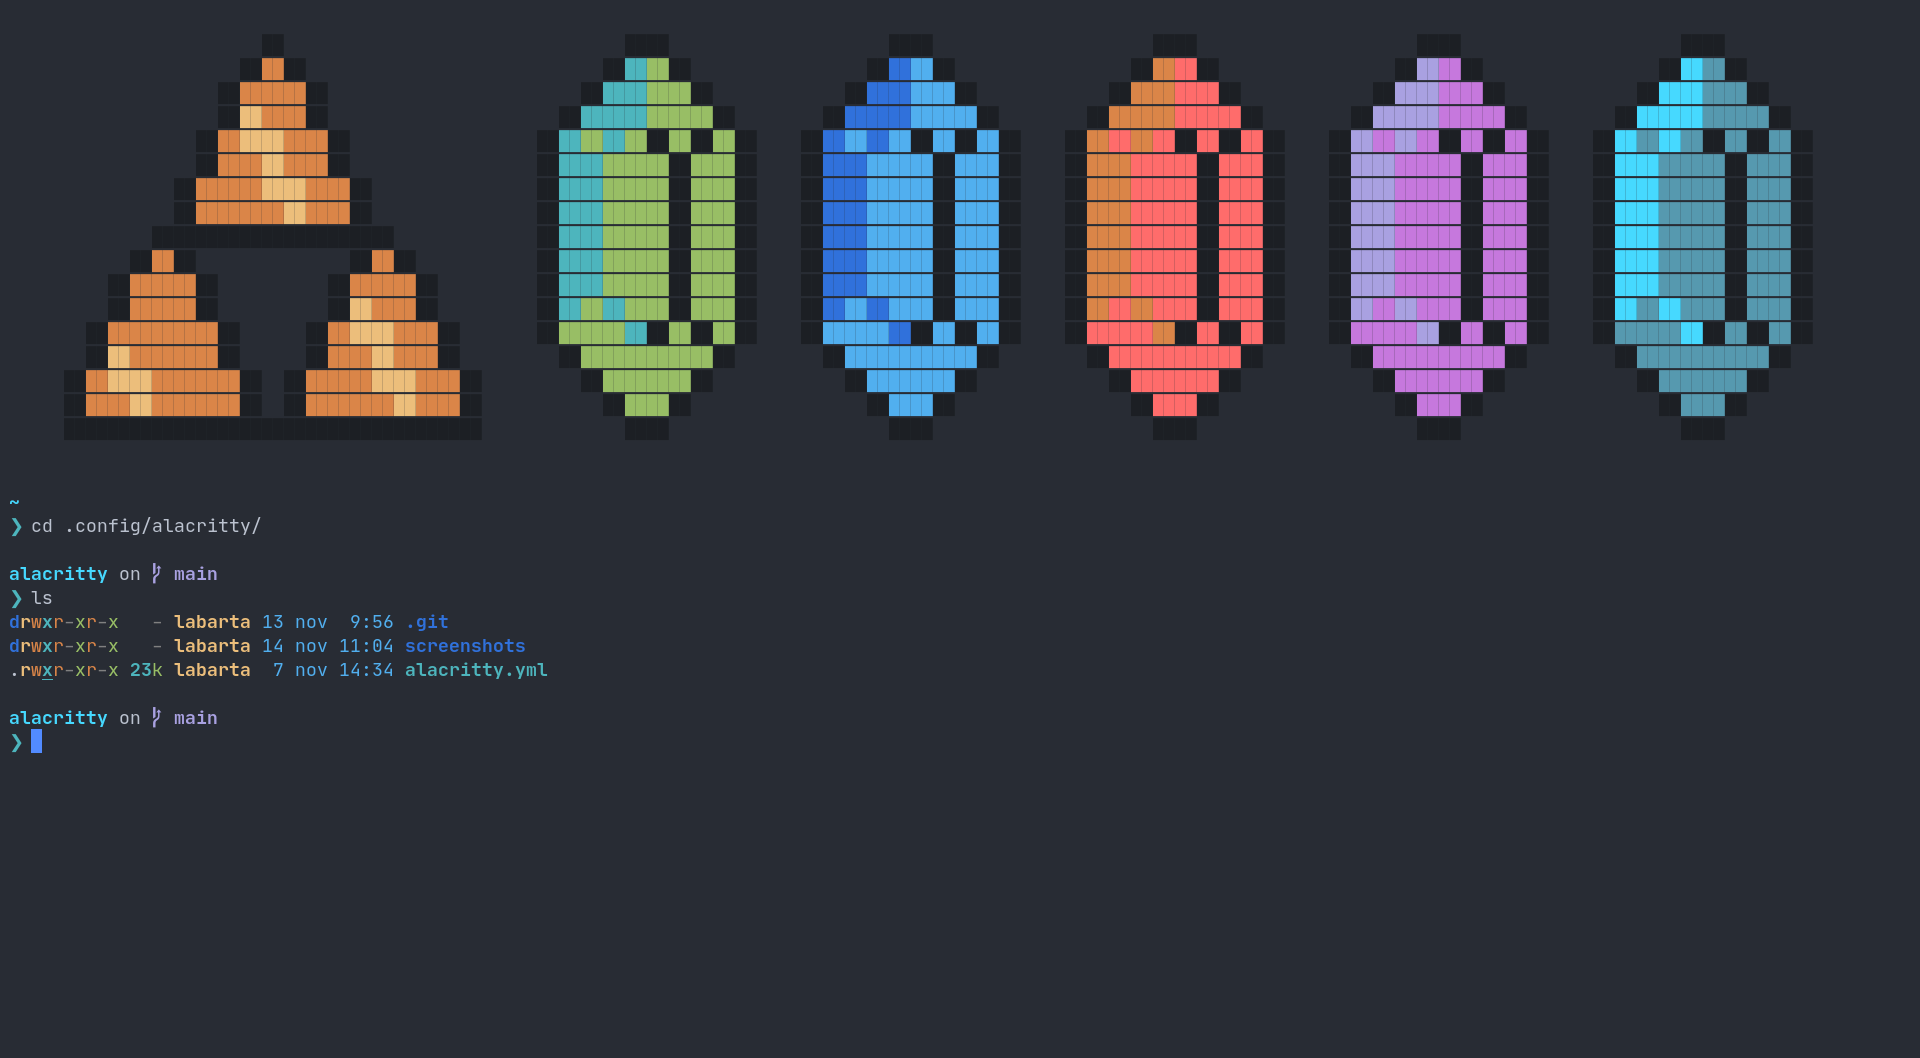 ~
❯ cd .config/alacritty/
alacritty on main
❯ ls
drwxr-xr-x - labarta 13 nov 9:56 .git
drwxr-xr-x - labarta 14 nov 11:04 screenshots
.rwxr-xr-x 23k labarta 7 nov 14:34 alacritty.yml
alacritty on main
❯